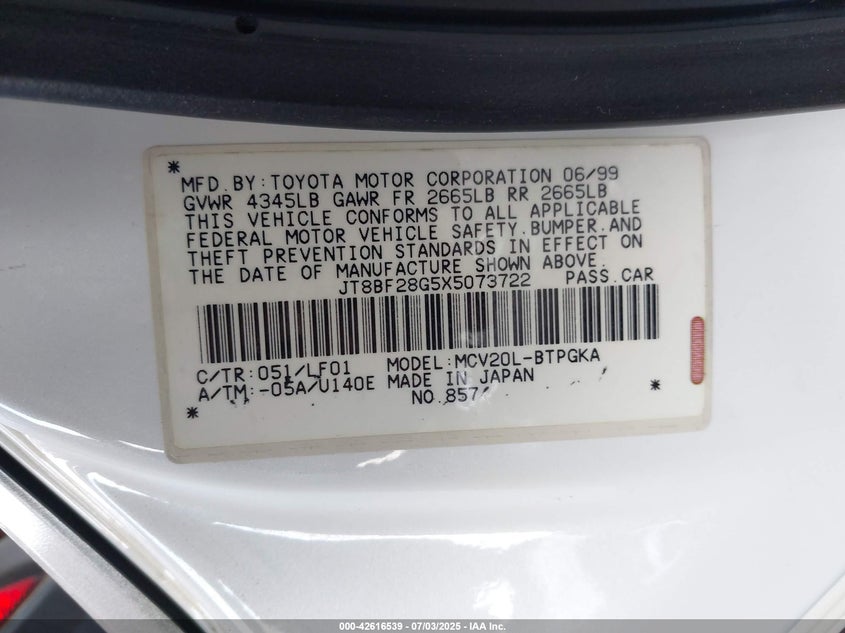 *
MFD.BY:TOYOTA MOTOR CORPORATION 06/99
GVWR 4345LB GAWR FR 2665LB RR 2665LB
THIS VEHICLE CONFORMS TO ALL APPLICABLE
FEDERAL MOTOR VEHICLE SAFETY.BUMPER.AND
THEFT PREVENTION STANDARDS IN EFFECT ON
THE DATE OF MANUFACTURE SHOWN ABOVE.
JT8BF28G5X5073722 PASS.CAR
C/TR:051/LF01 MODEL:MCV20L-BTPGKA
A/TM:-05A/U140E MADE IN JAPAN
* NO.857 *
000-42616539 - 07/03/2025 - IAA Inc.